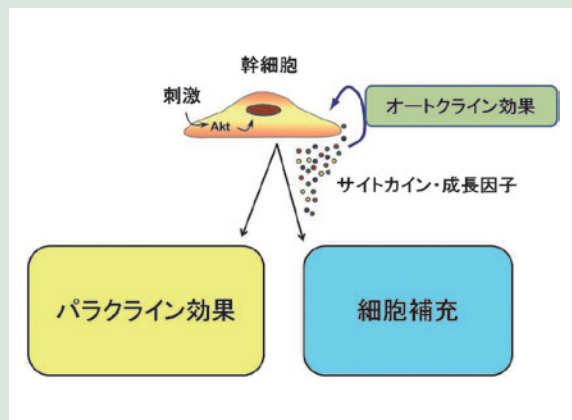 幹細胞
刺激
Akt
オートクライン効果
サイトカイン・成長因子
パラクライン効果
細胞補充